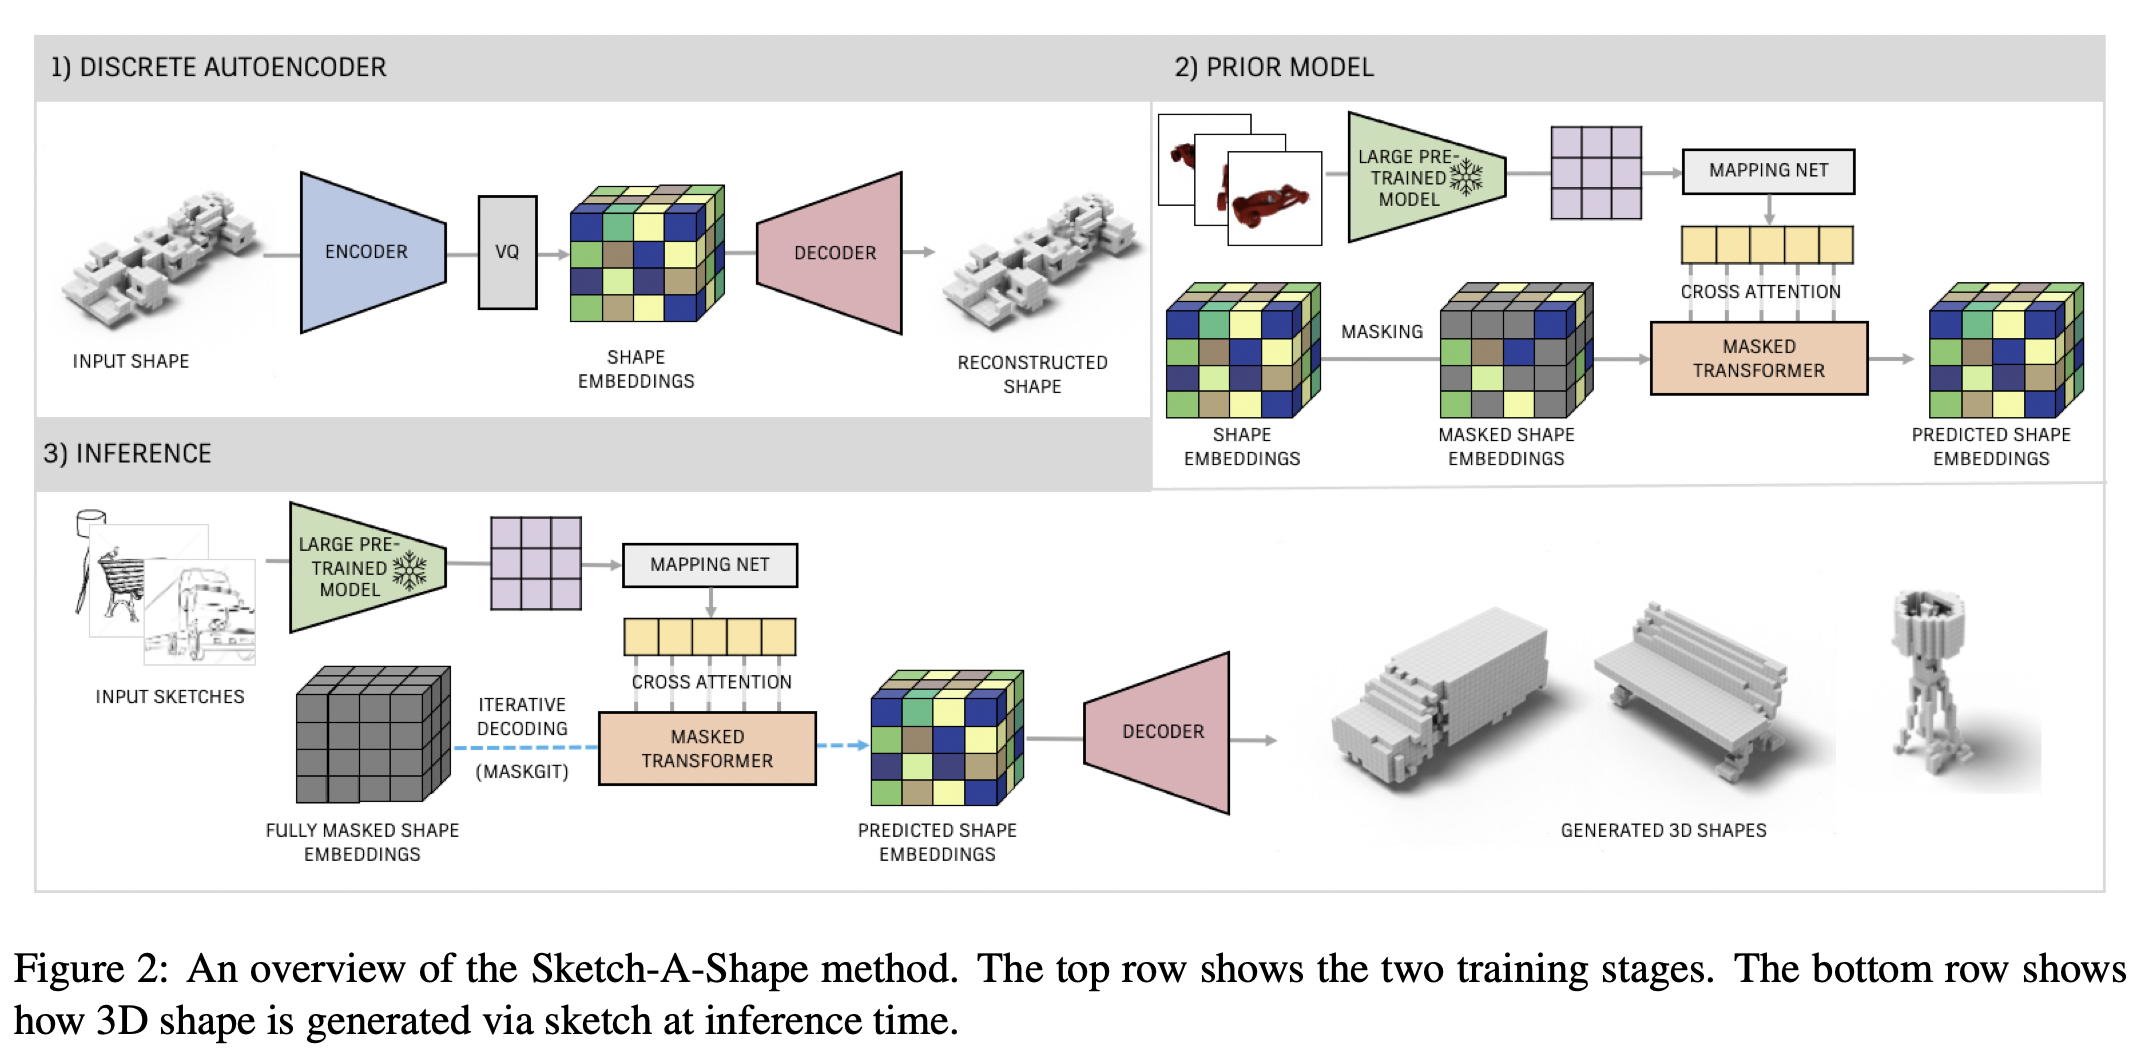 1) DISCRETE AUTOENCODER
INPUT SHAPE
ENCODER
VQ
SHAPE
EMBEDDINGS
DECODER
RECONSTRUCTED
SHAPE
2) PRIOR MODEL
LARGE PRE-
TRAINED
MODEL
MAPPING NET
CROSS ATTENTION
SHAPE
EMBEDDINGS
MASKING
MASKED SHAPE
EMBEDDINGS
MASKED
TRANSFORMER
PREDICTED SHAPE
EMBEDDINGS
3) INFERENCE
INPUT SKETCHES
LARGE PRE-
TRAINED
MODEL
MAPPING NET
CROSS ATTENTION
FULLY MASKED SHAPE
EMBEDDINGS
ITERATIVE
DECODING
(MASKGIT)
MASKED
TRANSFORMER
PREDICTED SHAPE
EMBEDDINGS
DECODER
GENERATED 3D SHAPES
Figure 2: An overview of the Sketch-A-Shape method. The top row shows the two training stages. The bottom row shows
how 3D shape is generated via sketch at inference time.